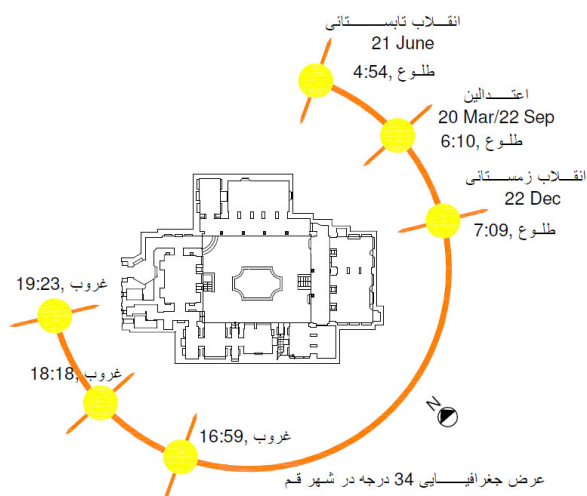 انقلاب تابستانی
21 June
طلوع ,4:54
اعتدالین
20 Mar/22 Sep
طلوع ,6:10
انقلاب زمستانی
22 Dec
طلوع ,7:09
غروب ,19:23
غروب ,18:18
غروب ,16:59
N
عرض جغرافیایی 34 درجه در شهر قم